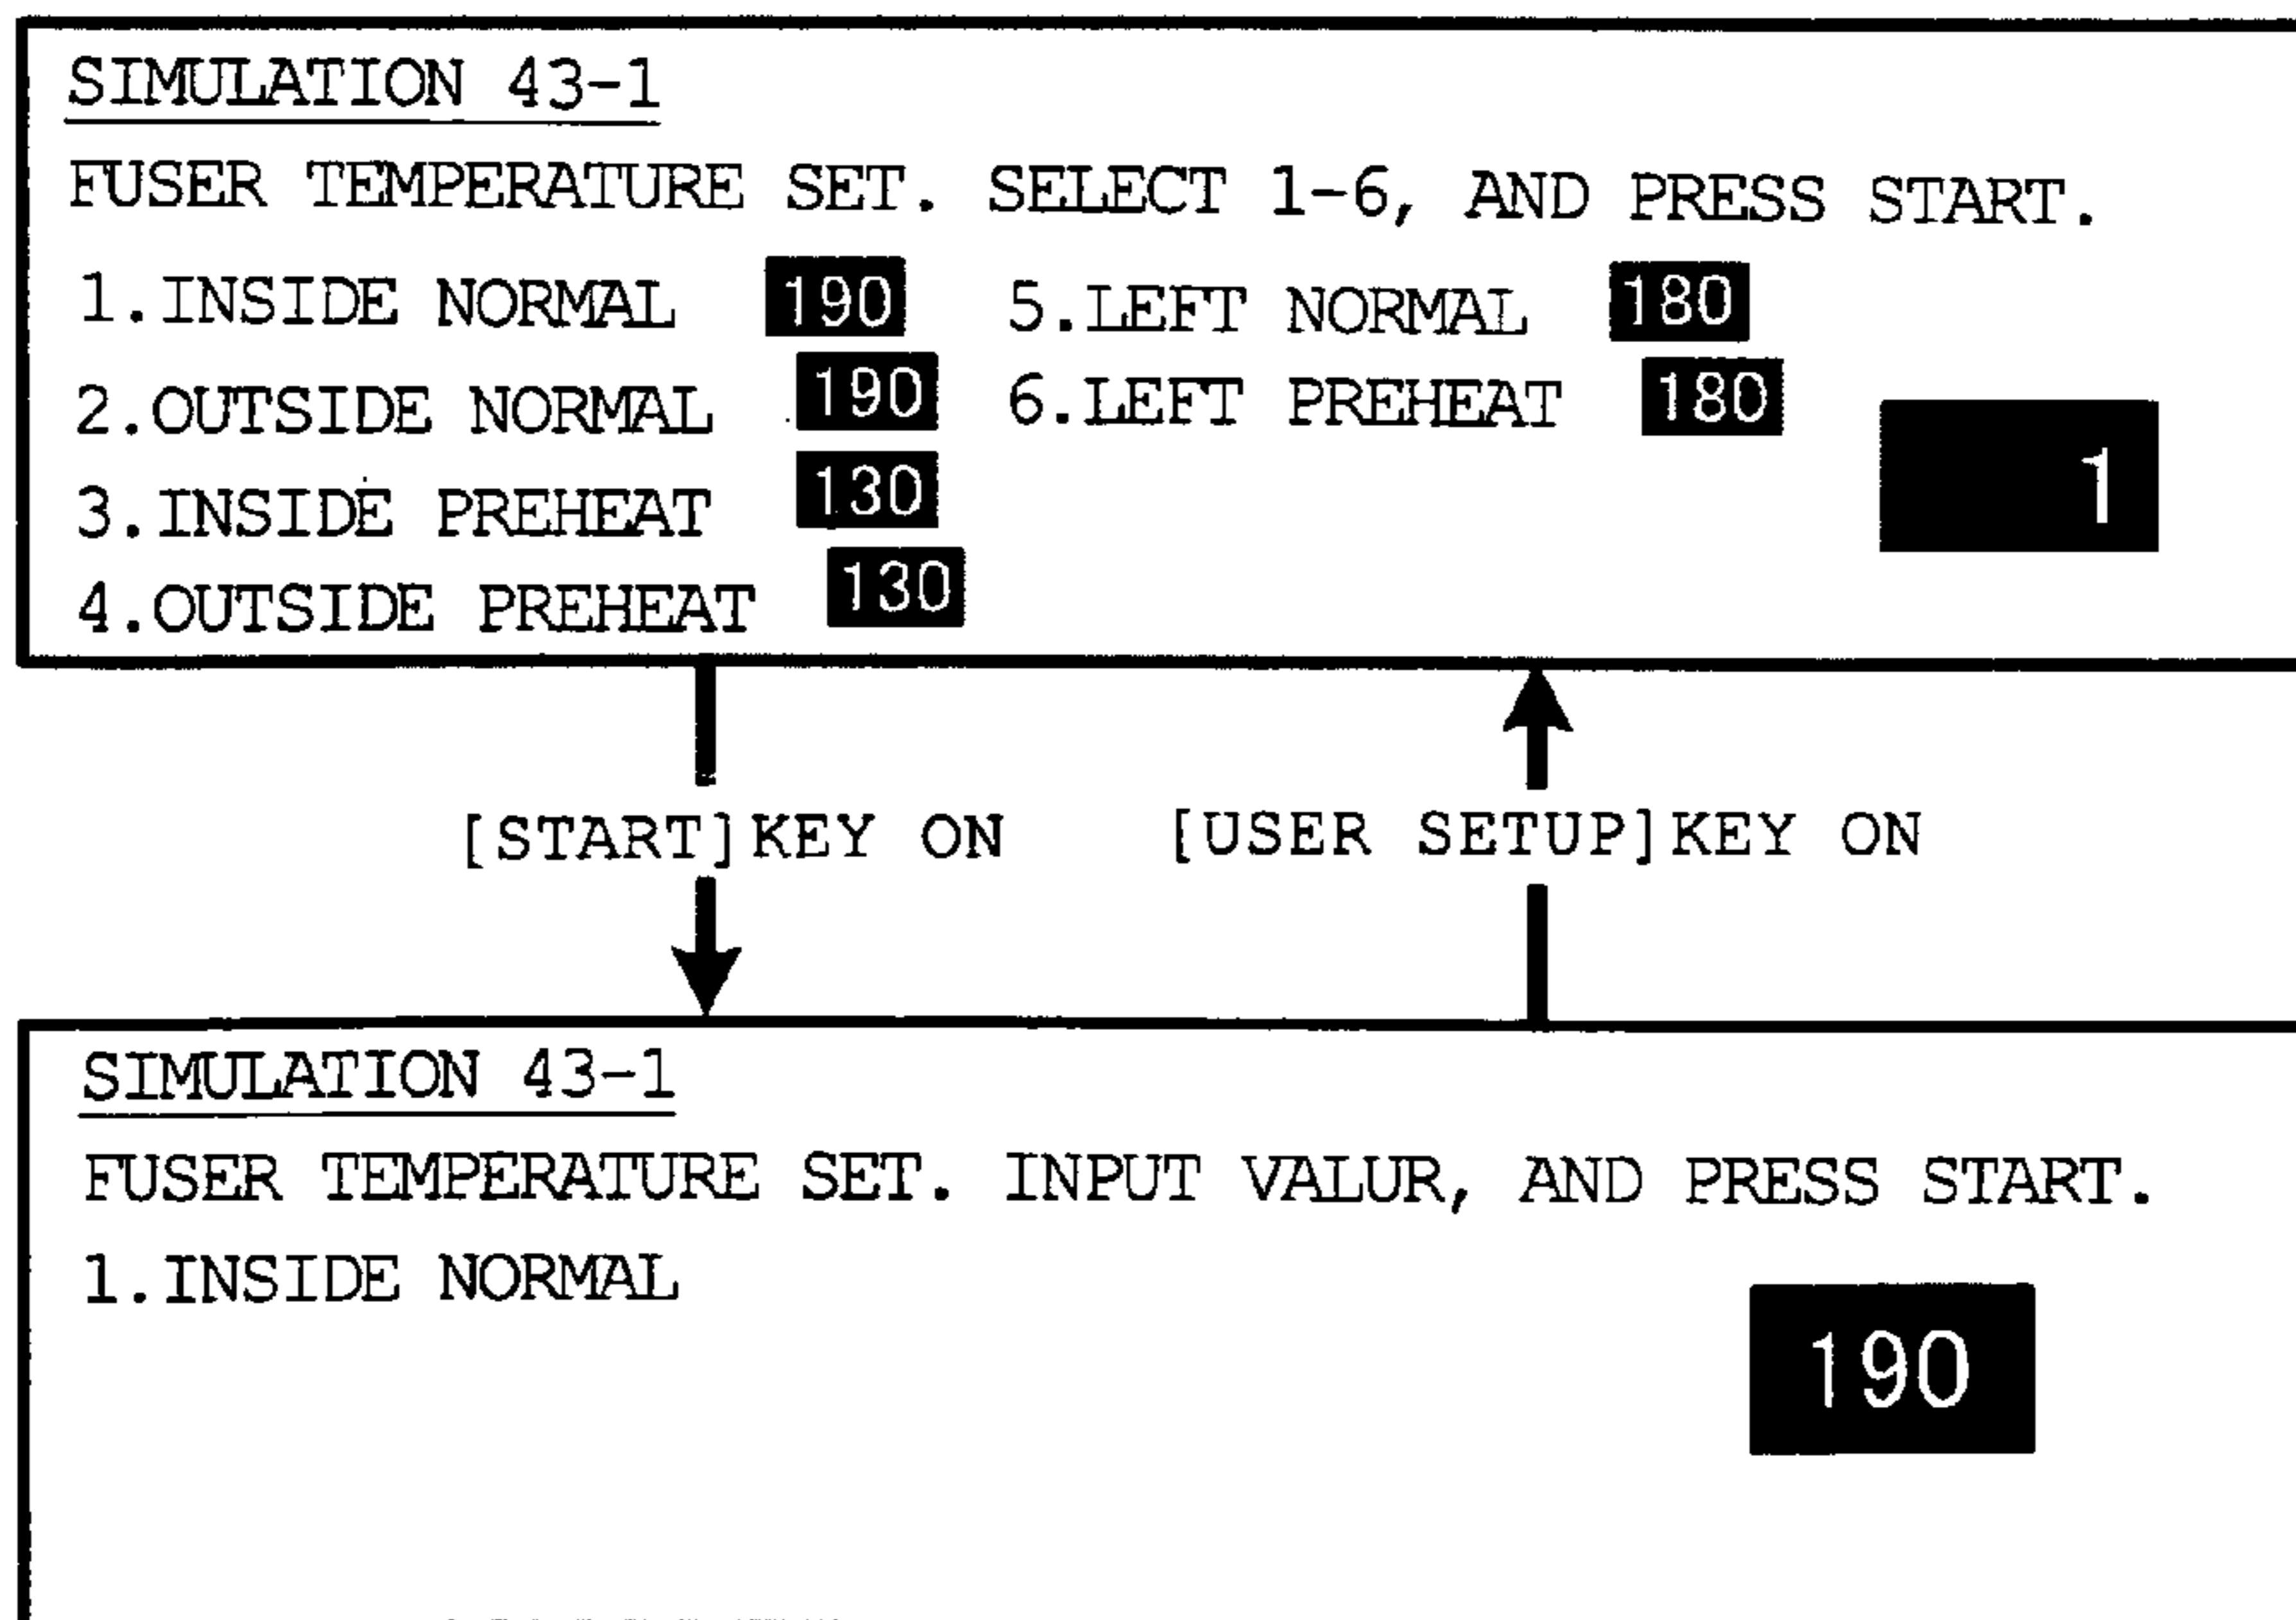 SIMULATION 43-1
FUSER TEMPERATURE SET. SELECT 1-6, AND PRESS START.
1.INSIDE NORMAL 190 5.LEFT NORMAL 180
2.OUTSIDE NORMAL 190 6.LEFT PREHEAT 180
3.INSIDE PREHEAT 130 1
4.OUTSIDE PREHEAT 130
[START]KEY ON [USER SETUP]KEY ON
SIMULATION 43-1
FUSER TEMPERATURE SET. INPUT VALUR, AND PRESS START.
1.INSIDE NORMAL
190